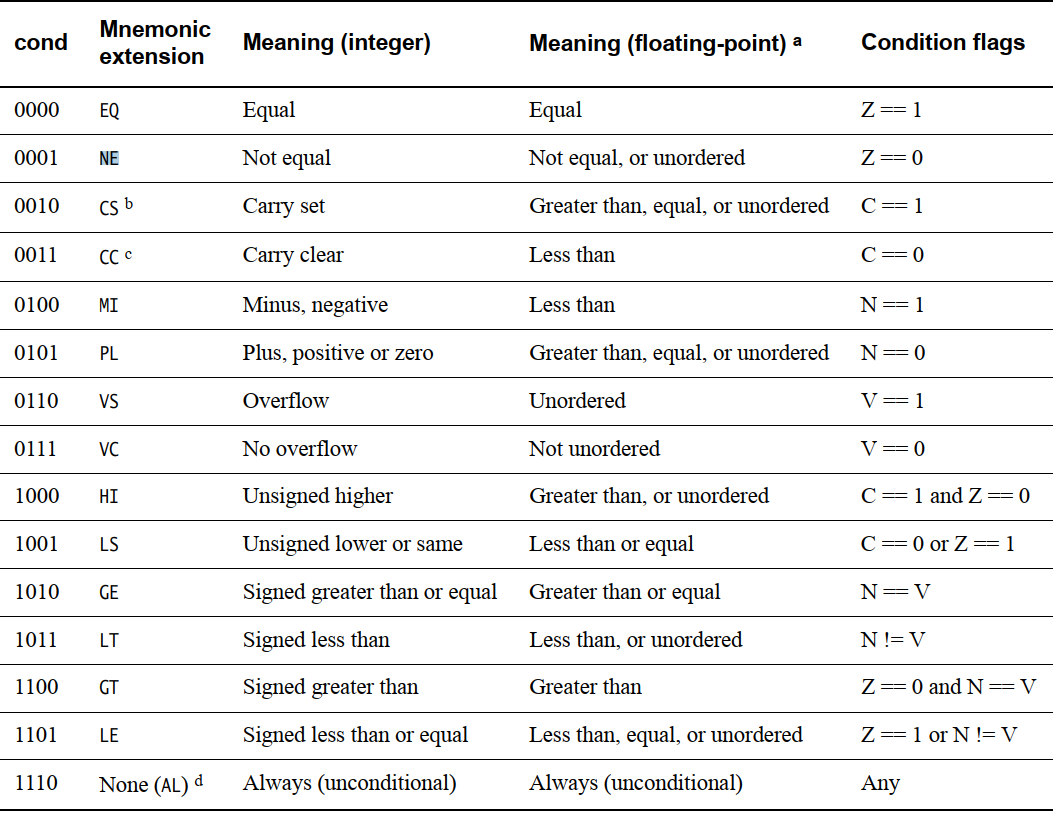 cond Mnemonic extension Meaning (integer) Meaning (floating-point) a Condition flags
0000 EQ Equal Equal Z == 1
0001 NE Not equal Not equal, or unordered Z == 0
0010 CS b Carry set Greater than, equal, or unordered C == 1
0011 CC c Carry clear Less than C == 0
0100 MI Minus, negative Less than N == 1
0101 PL Plus, positive or zero Greater than, equal, or unordered N == 0
0110 VS Overflow Unordered V == 1
0111 VC No overflow Not unordered V == 0
1000 HI Unsigned higher Greater than, or unordered C == 1 and Z == 0
1001 LS Unsigned lower or same Less than or equal C == 0 or Z == 1
1010 GE Signed greater than or equal Greater than or equal N == V
1011 LT Signed less than Less than, or unordered N != V
1100 GT Signed greater than Greater than Z == 0 and N == V
1101 LE Signed less than or equal Less than, equal, or unordered Z == 1 or N != V
1110 None (AL) d Always (unconditional) Always (unconditional) Any